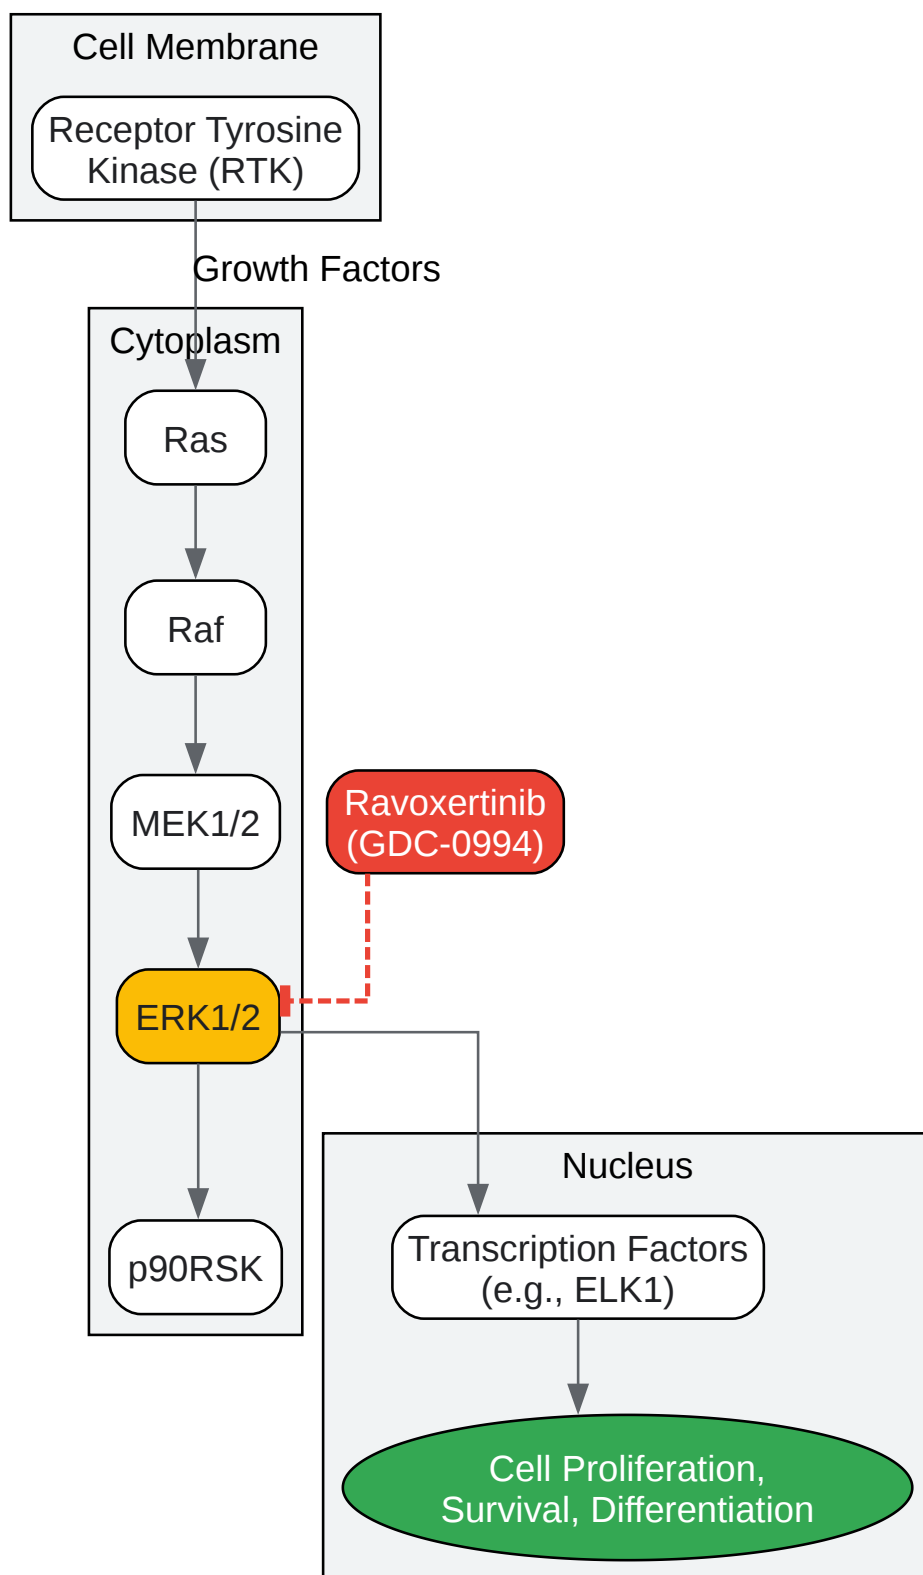 Cell Membrane
Receptor Tyrosine
Kinase (RTK)
Growth Factors
Cytoplasm
Ras
Raf
MEK1/2
Ravoxertinib
(GDC-0994)
ERK1/2
Nucleus
p90RSK
Transcription Factors
(e.g., ELK1)
Cell Proliferation,
Survival, Differentiation